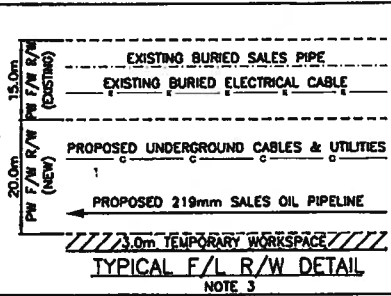 15.0m
PW F/W R/W
(EXISTING)
EXISTING BURIED SALES PIPE
EXISTING BURIED ELECTRICAL CABLE
E E E E E
20.0m
PW F/W R/W
(NEW)
PROPOSED UNDERGROUND CABLES & UTILITIES
C C C C
PROPOSED 219mm SALES OIL PIPELINE
3.0m TEMPORARY WORKSPACE
TYPICAL F/L R/W DETAIL
NOTE 3